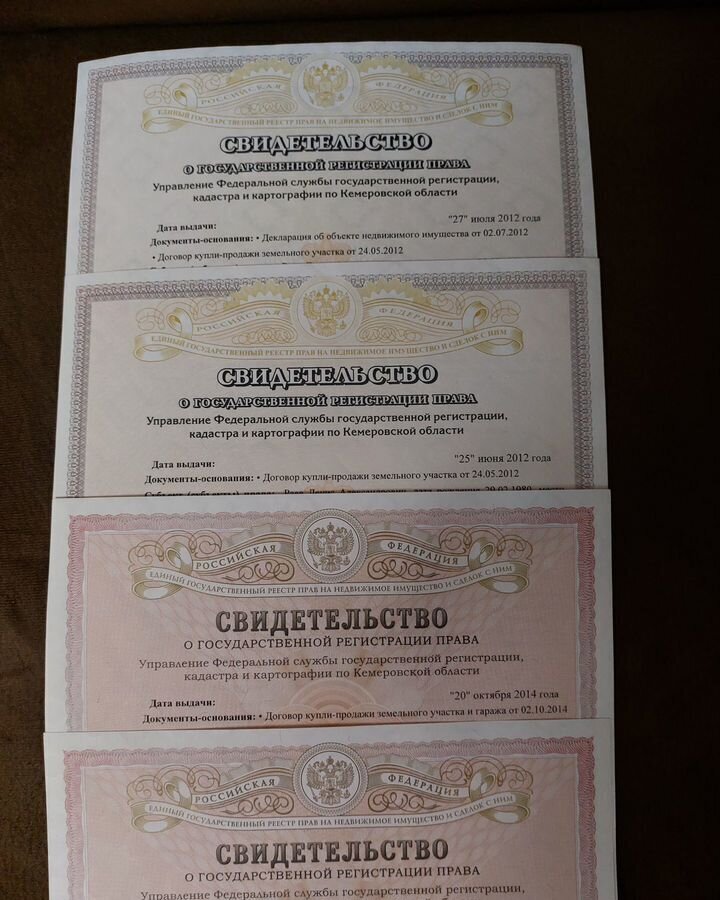 РОССИЙСКАЯ ФЕДЕРАЦИЯ
ЕДИНЫЙ ГОСУДАРСТВЕННЫЙ РЕЕСТР ПРАВ НА НЕДВИЖИМОЕ ИМУЩЕСТВО И СДЕЛОК С НИМ
СВИДЕТЕЛЬСТВО
О ГОСУДАРСТВЕННОЙ РЕГИСТРАЦИИ ПРАВА
Управление Федеральной службы государственной регистрации,
кадастра и картографии по Кемеровской области
Дата выдачи: "27" июля 2012 года
Документы-основания: • Декларация об объекте недвижимого имущества от 02.07.2012
• Договор купли-продажи земельного участка от 24.05.2012
РОССИЙСКАЯ ФЕДЕРАЦИЯ
ЕДИНЫЙ ГОСУДАРСТВЕННЫЙ РЕЕСТР ПРАВ НА НЕДВИЖИМОЕ ИМУЩЕСТВО И СДЕЛОК С НИМ
СВИДЕТЕЛЬСТВО
О ГОСУДАРСТВЕННОЙ РЕГИСТРАЦИИ ПРАВА
Управление Федеральной службы государственной регистрации,
кадастра и картографии по Кемеровской области
Дата выдачи: "25" июня 2012 года
Документы-основания: • Договор купли-продажи земельного участка от 24.05.2012
РОССИЙСКАЯ ФЕДЕРАЦИЯ
ЕДИНЫЙ ГОСУДАРСТВЕННЫЙ РЕЕСТР ПРАВ НА НЕДВИЖИМОЕ ИМУЩЕСТВО И СДЕЛОК С НИМ
СВИДЕТЕЛЬСТВО
О ГОСУДАРСТВЕННОЙ РЕГИСТРАЦИИ ПРАВА
Управление Федеральной службы государственной регистрации,
кадастра и картографии по Кемеровской области
Дата выдачи: "20" октября 2014 года
Документы-основания: • Договор купли-продажи земельного участка и гаража от 02.10.2014
РОССИЙСКАЯ ФЕДЕРАЦИЯ
ЕДИНЫЙ ГОСУДАРСТВЕННЫЙ РЕЕСТР ПРАВ НА НЕДВИЖИМОЕ ИМУЩЕСТВО И СДЕЛОК С НИМ
СВИДЕТЕЛЬСТВО
О ГОСУДАРСТВЕННОЙ РЕГИСТРАЦИИ ПРАВА
Управление Федеральной службы государственной регистрации,